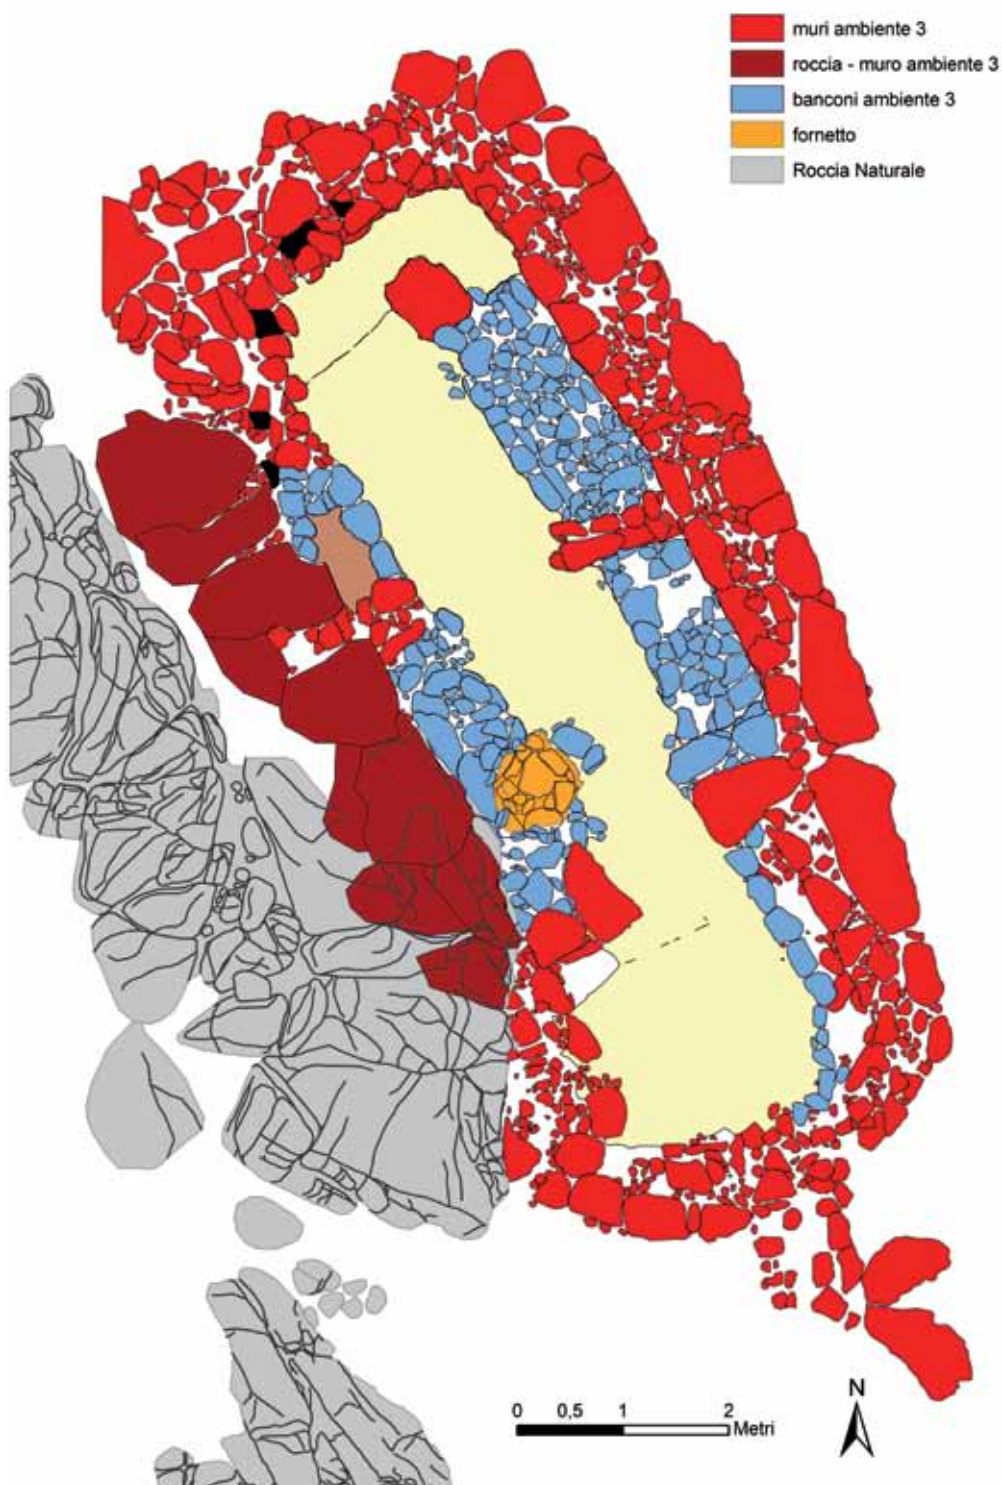 muri ambiente 3
roccia - muro ambiente 3
banconi ambiente 3
fornetto
Roccia Naturale
N
0 0,5 1 2
Metri